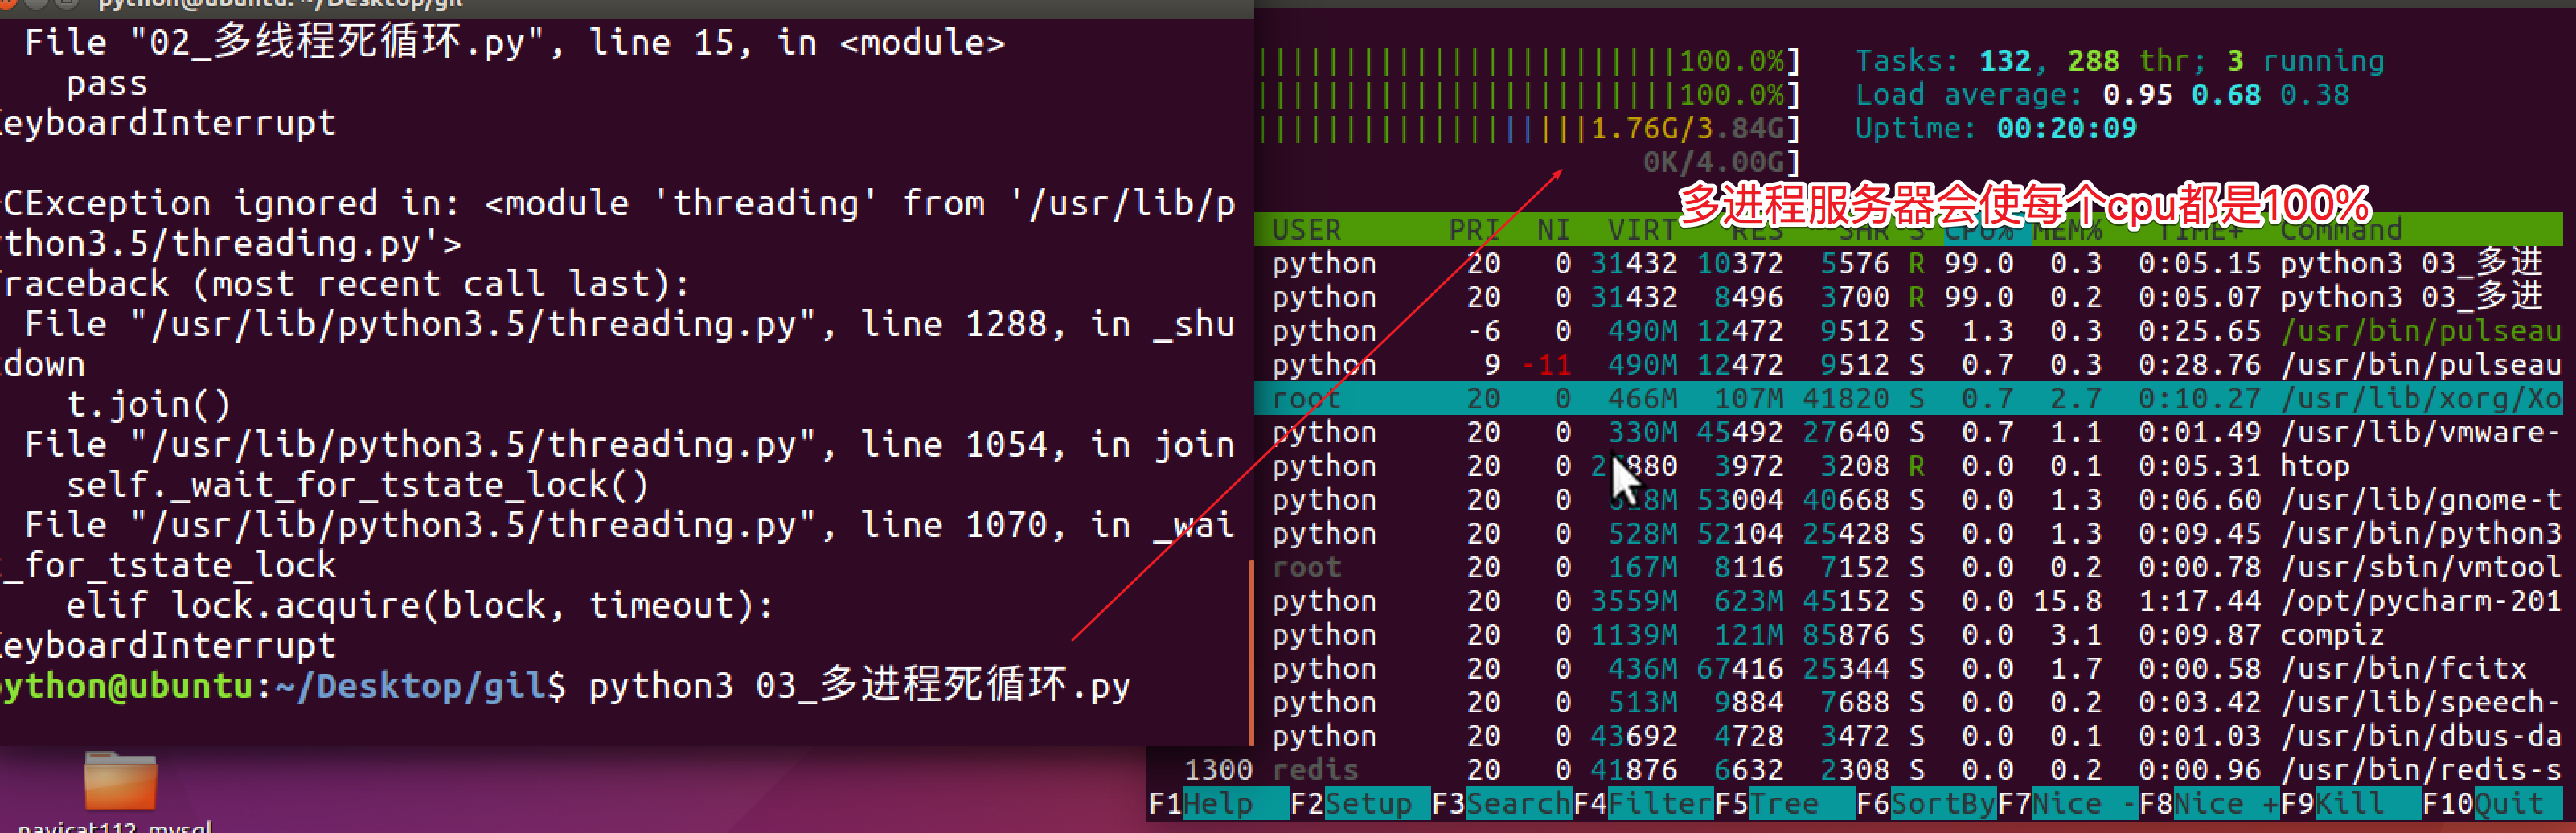 python@ubuntu: ~/Desktop/gil
File "02_多线程死循环.py", line 15, in <module>
pass
KeyboardInterrupt
CException ignored in: <module 'threading' from '/usr/lib/p
ython3.5/threading.py'>
Traceback (most recent call last):
File "/usr/lib/python3.5/threading.py", line 1288, in _shu
tdown
t.join()
File "/usr/lib/python3.5/threading.py", line 1054, in join
self._wait_for_tstate_lock()
File "/usr/lib/python3.5/threading.py", line 1070, in _wai
t_for_tstate_lock
elif lock.acquire(block, timeout):
KeyboardInterrupt
python@ubuntu:~/Desktop/gil$ python3 03_多进程死循环.py
navicat112_mysql
100.0%] Tasks: 132, 288 thr; 3 running
100.0%] Load average: 0.95 0.68 0.38
1.76G/3.84G] Uptime: 00:20:09
0K/4.00G]
多进程服务器会使每个cpu都是100%
USER PRI NI VIRT RES SHR S CPU% MEM% TIME+ Command
python 20 0 31432 10372 5576 R 99.0 0.3 0:05.15 python3 03_多进
python 20 0 31432 8496 3700 R 99.0 0.2 0:05.07 python3 03_多进
python -6 0 490M 12472 9512 S 1.3 0.3 0:25.65 /usr/bin/pulseau
python 9 -11 490M 12472 9512 S 0.7 0.3 0:28.76 /usr/bin/pulseau
root 20 0 466M 107M 41820 S 0.7 2.7 0:10.27 /usr/lib/xorg/Xo
python 20 0 330M 45492 27640 S 0.7 1.1 0:01.49 /usr/lib/vmware-
python 20 0 880 3972 3208 R 0.0 0.1 0:05.31 htop
python 20 0 53004 40668 S 0.0 1.3 0:06.60 /usr/lib/gnome-t
python 20 0 528M 52104 25428 S 0.0 1.3 0:09.45 /usr/bin/python3
root 20 0 167M 8116 7152 S 0.0 0.2 0:00.78 /usr/sbin/vmtool
python 20 0 3559M 623M 45152 S 0.0 15.8 1:17.44 /opt/pycharm-201
python 20 0 1139M 121M 85876 S 0.0 3.1 0:09.87 compiz
python 20 0 436M 67416 25344 S 0.0 1.7 0:00.58 /usr/bin/fcitx
python 20 0 513M 9884 7688 S 0.0 0.2 0:03.42 /usr/lib/speech-
python 20 0 43692 4728 3472 S 0.0 0.1 0:01.03 /usr/bin/dbus-da
1300 redis 20 0 41876 6632 2308 S 0.0 0.2 0:00.96 /usr/bin/redis-s
F1Help F2Setup F3SearchF4FilterF5Tree F6SortByF7Nice -F8Nice +F9Kill F10Quit